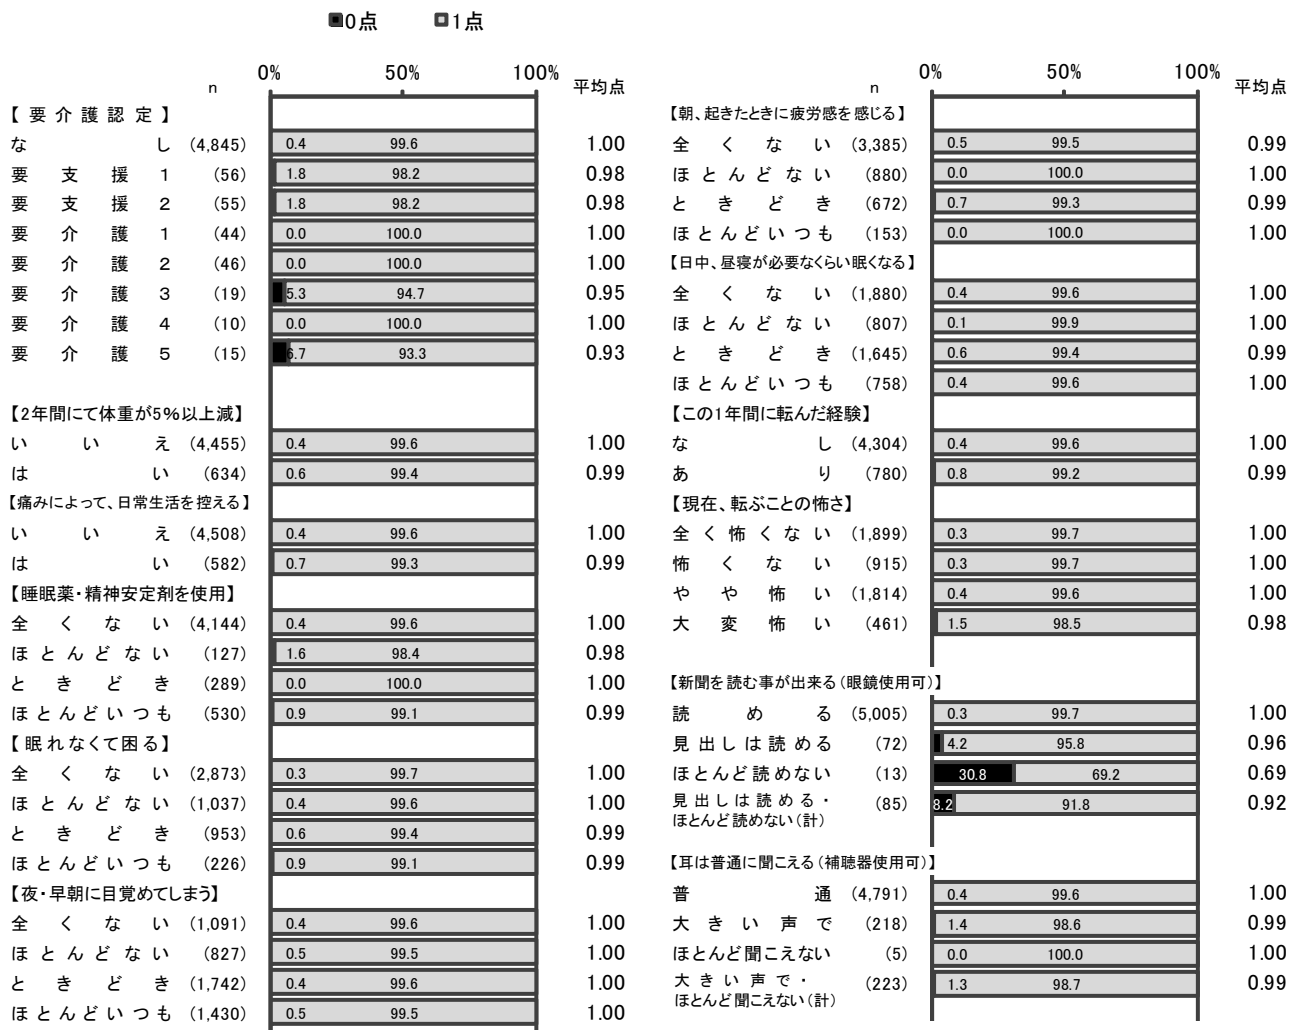 ■0点 □1点
0% 50% 100%
n 平均点
【要介護認定】
なし (4,845) 0.4 99.6 1.00
要支援1 (56) 1.8 98.2 0.98
要支援2 (55) 1.8 98.2 0.98
要介護1 (44) 0.0 100.0 1.00
要介護2 (46) 0.0 100.0 1.00
要介護3 (19) 5.3 94.7 0.95
要介護4 (10) 0.0 100.0 1.00
要介護5 (15) 6.7 93.3 0.93
【2年間にて体重が5%以上減】
いいえ (4,455) 0.4 99.6 1.00
はい (634) 0.6 99.4 0.99
【痛みによって、日常生活を控える】
いいえ (4,508) 0.4 99.6 1.00
はい (582) 0.7 99.3 0.99
【睡眠薬・精神安定剤を使用】
全くない (4,144) 0.4 99.6 1.00
ほとんどない (127) 1.6 98.4 0.98
ときどき (289) 0.0 100.0 1.00
ほとんどいつも (530) 0.9 99.1 0.99
【眠れなくて困る】
全くない (2,873) 0.3 99.7 1.00
ほとんどない (1,037) 0.4 99.6 1.00
ときどき (953) 0.6 99.4 0.99
ほとんどいつも (226) 0.9 99.1 0.99
【夜・早朝に目覚めてしまう】
全くない (1,091) 0.4 99.6 1.00
ほとんどない (827) 0.5 99.5 1.00
ときどき (1,742) 0.4 99.6 1.00
ほとんどいつも (1,430) 0.5 99.5 1.00
0% 50% 100%
n 平均点
【朝、起きたときに疲労感を感じる】
全くない (3,385) 0.5 99.5 0.99
ほとんどない (880) 0.0 100.0 1.00
ときどき (672) 0.7 99.3 0.99
ほとんどいつも (153) 0.0 100.0 1.00
【日中、昼寝が必要なくらい眠くなる】
全くない (1,880) 0.4 99.6 1.00
ほとんどない (807) 0.1 99.9 1.00
ときどき (1,645) 0.6 99.4 0.99
ほとんどいつも (758) 0.4 99.6 1.00
【この1年間に転んだ経験】
なし (4,304) 0.4 99.6 1.00
あり (780) 0.8 99.2 0.99
【現在、転ぶことの怖さ】
全く怖くない (1,899) 0.3 99.7 1.00
怖くない (915) 0.3 99.7 1.00
やや怖い (1,814) 0.4 99.6 1.00
大変怖い (461) 1.5 98.5 0.98
【新聞を読む事が出来る(眼鏡使用可)】
読める (5,005) 0.3 99.7 1.00
見出しは読める (72) 4.2 95.8 0.96
ほとんど読めない (13) 30.8 69.2 0.69
見出しは読める・ (85) 8.2 91.8 0.92
ほとんど読めない(計)
【耳は普通に聞こえる(補聴器使用可)】
普通 (4,791) 0.4 99.6 1.00
大きい声で (218) 1.4 98.6 0.99
ほとんど聞こえない (5) 0.0 100.0 1.00
大きい声で・ (223) 1.3 98.7 0.99
ほとんど聞こえない(計)